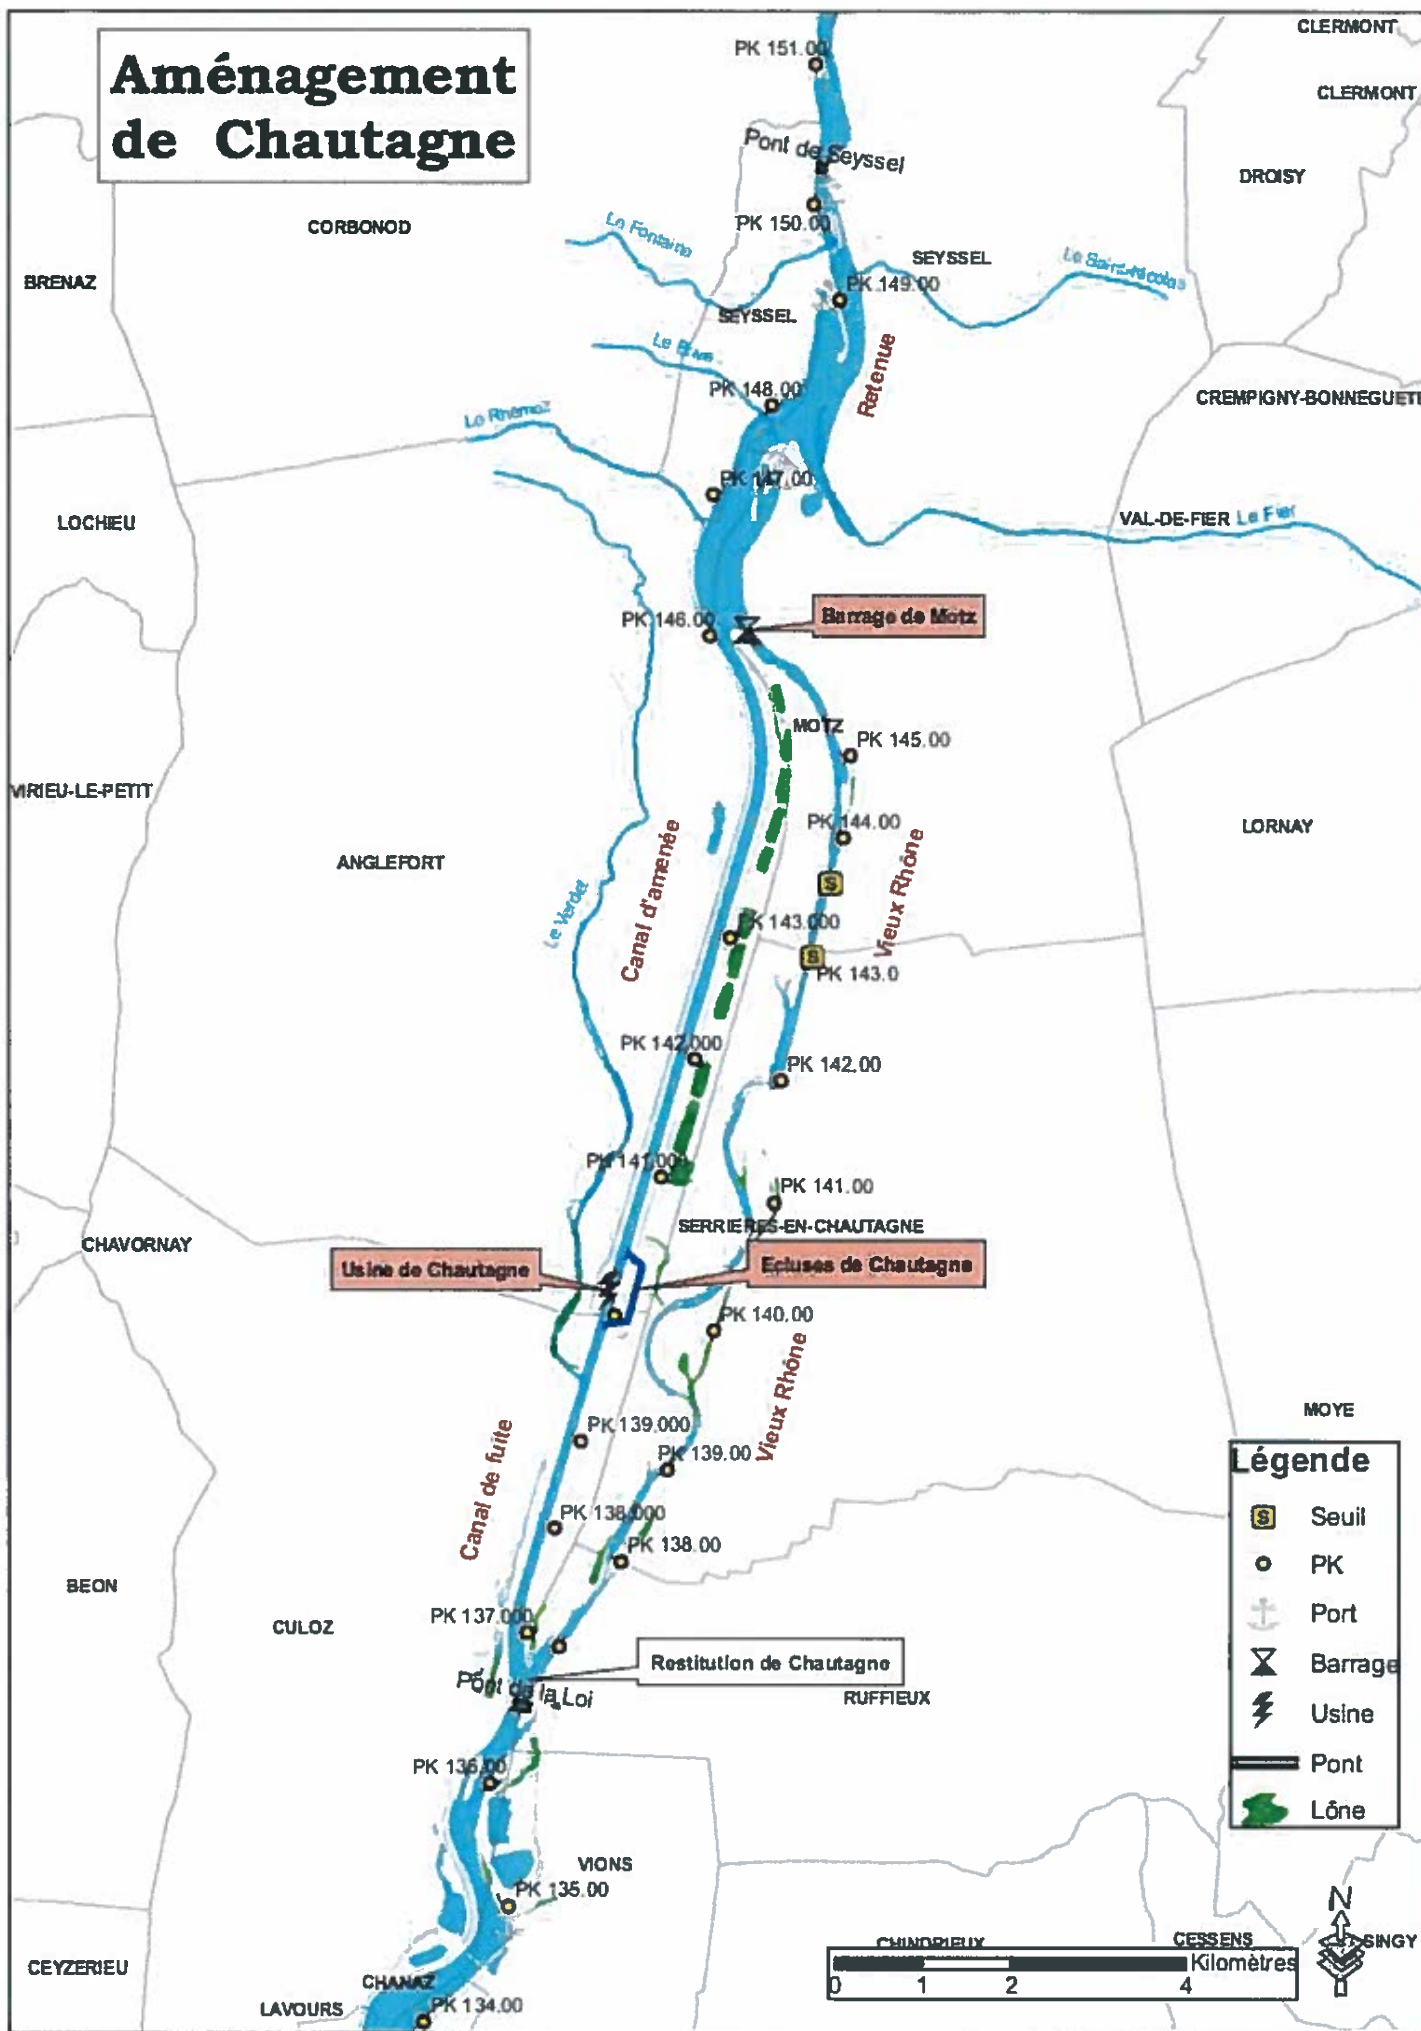 Aménagement
de Chautagne
CLERMONT
CLERMONT
DROISY
PK 151.00
Pont de Seyssel
PK 150.00
CORBONOD
BRENAZ
La Fontaine
SEYSSEL
PK 149.00
SEYSSEL
Retenue
PK 148.00
CREMPIGNY-BONNEGUETE
PK 147.00
LOCHIEU
VAL-DE-FIER
Le Fier
PK 146.00
Barrage de Motz
MOTZ
PK 145.00
VIRIEU-LE-PETIT
PK 144.00
LORNAY
ANGLEFORT
Canal d'amenée
Vieux Rhône
Le Verdet
S
S
PK 143.000
PK 143.0
PK 142.000
PK 142.00
PK 141.000
PK 141.00
SERRIERES-EN-CHAUTAGNE
CHAVORNAY
Usine de Chautagne
Ecluses de Chautagne
PK 140.00
Vieux Rhône
MOYE
PK 139.000
PK 139.00
Canal de fuite
PK 138.000
PK 138.00
BEON
CULOZ
PK 137.000
Restitution de Chautagne
Pont de la Loi
RUFFIEUX
PK 136.00
VIONS
PK 135.00
CEYZERIEU
CHANAZ
LAVOURS
PK 134.00
CHINDRIEUX
CESSENS
SINGY
Légende
S Seuil
PK
Port
Barrage
Usine
Pont
Lône
N
Kilomètres
0 1 2 4